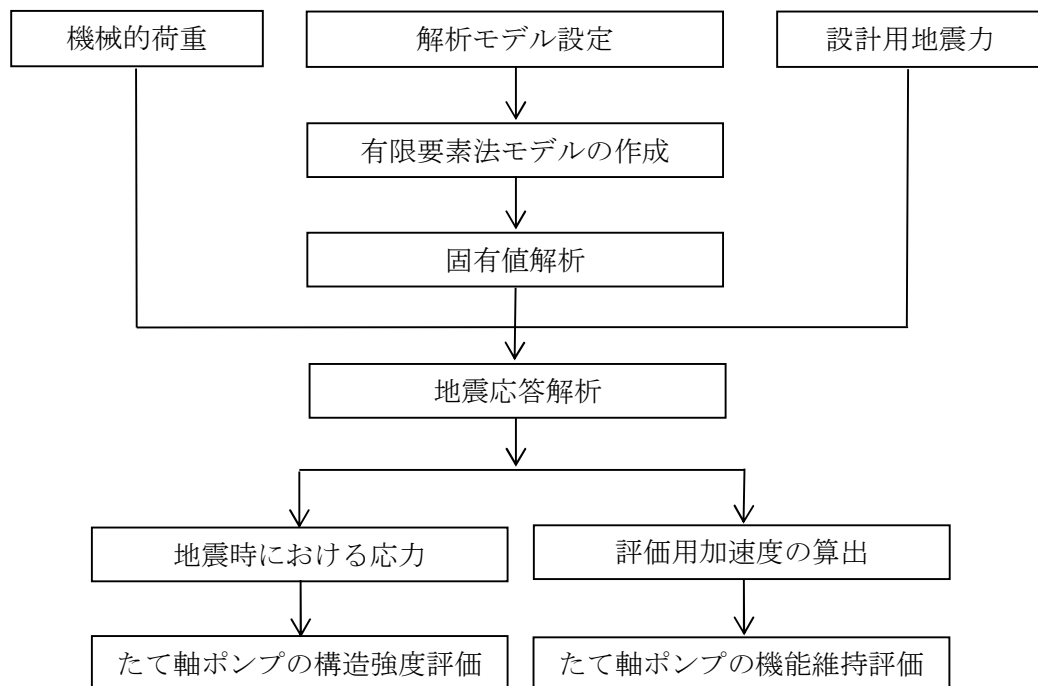 機械的荷重
解析モデル設定
設計用地震力
有限要素法モデルの作成
固有値解析
地震応答解析
地震時における応力
評価用加速度の算出
たて軸ポンプの構造強度評価
たて軸ポンプの機能維持評価